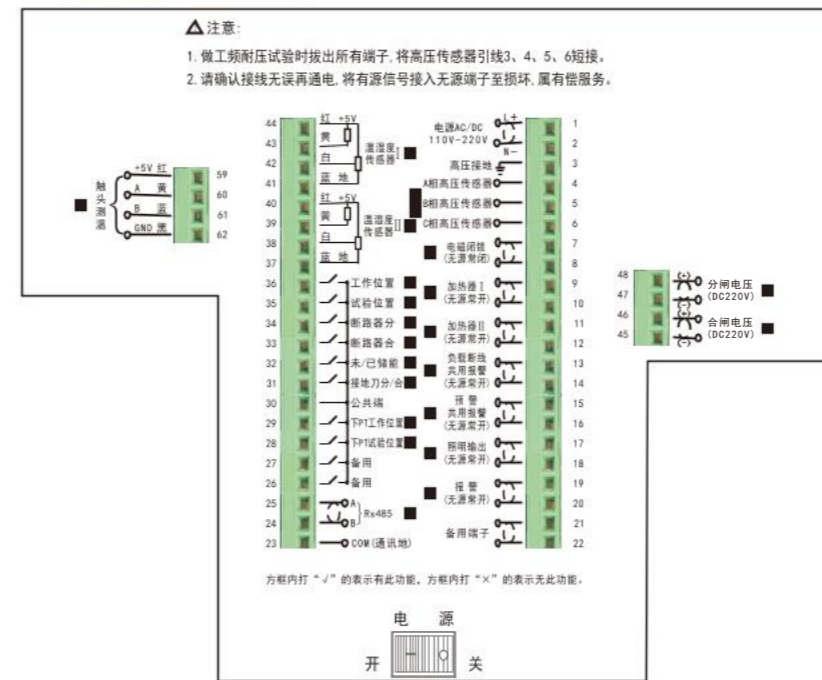 注意:
1. 做工频耐压试验时拔出所有端子,将高压传感器引线3、4、5、6短接。
2. 请确认接线无误再通电,将有源信号接入无源端子至损坏,属有偿服务。
触头测温
+5V 红 59
A 黄 60
B 蓝 61
GND 黑 62
44 红 +5V
43 黄
温湿度
传感器I
42 白
41 蓝 地
40 红 +5V
39 黄
温湿度
传感器II
38 白
37 蓝 地
36 工作位置
35 试验位置
34 断路器分
33 断路器合
32 未/已储能
31 接地刀分/合
30 公共端
29 下PT工作位置
28 下PT试验位置
27 备用
26 备用
25 A
Rs485
24 B
23 COM(通讯地)
电源AC/DC
110V-220V
L+ 1
N- 2
高压接地 3
A相高压传感器 4
B相高压传感器 5
C相高压传感器 6
电磁闭锁
(无源常闭)
7
8
加热器I
(无源常开)
9
10
加热器II
(无源常开)
11
12
负载断线
共用报警
(无源常开)
13
14
预 警
共用报警
(无源常开)
15
16
照明输出
(无源常开)
17
18
报 警
(无源常开)
19
20
备用端子
21
22
48 (+)
47 (-)
分闸电压
(DC220V)
46 (+)
45 (-)
合闸电压
(DC220V)
方框内打“√”的表示有此功能。方框内打“×”的表示无此功能。
电 源
开 关